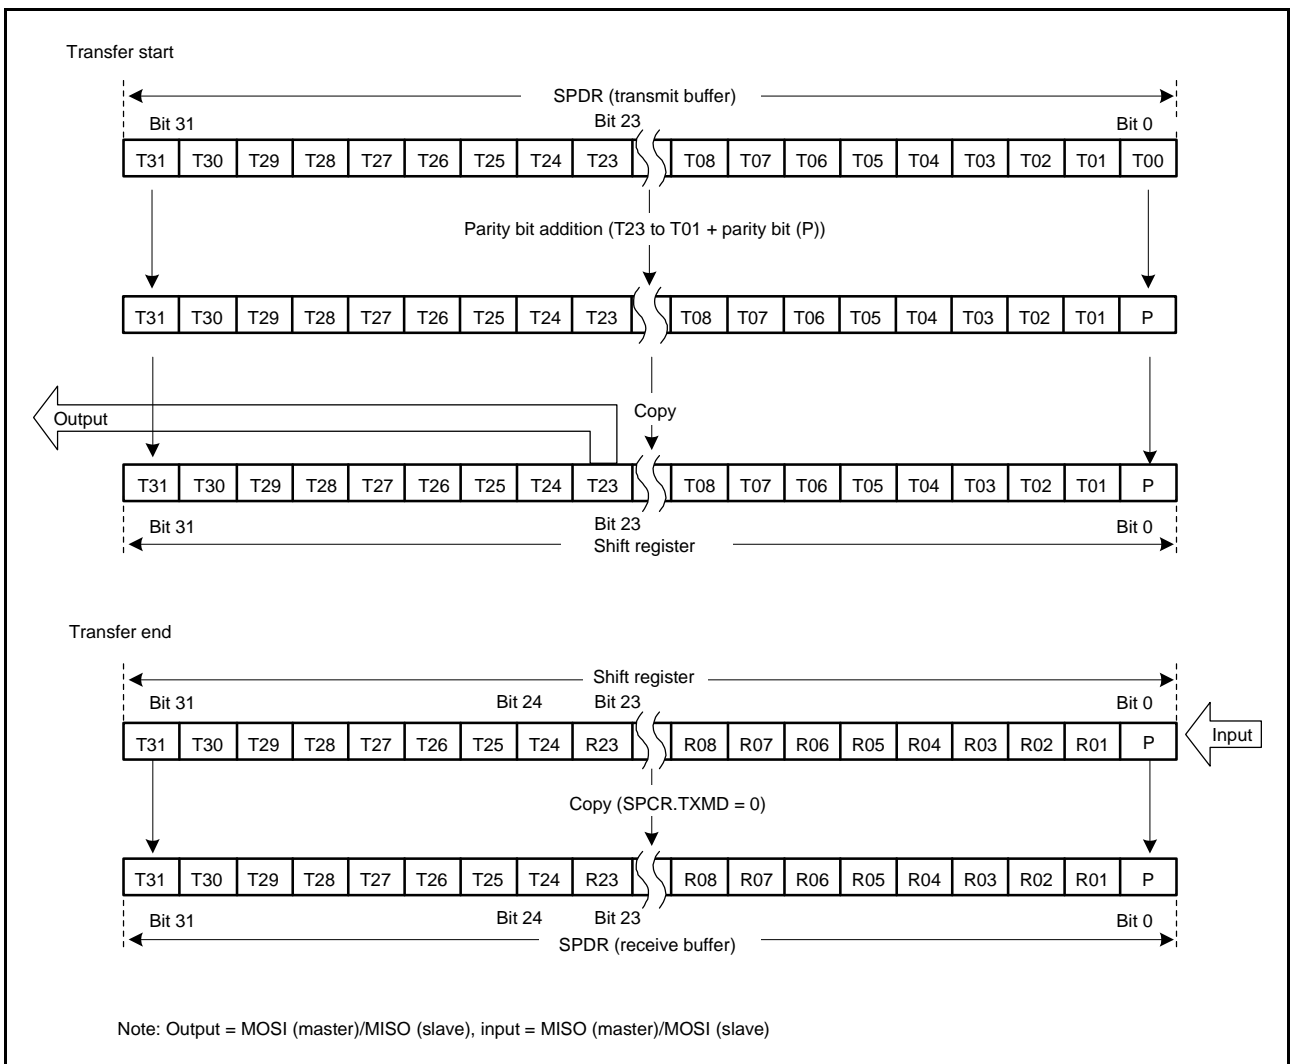 Transfer start
SPDR (transmit buffer)
Bit 31 Bit 23 Bit 0
T31 T30 T29 T28 T27 T26 T25 T24 T23 T08 T07 T06 T05 T04 T03 T02 T01 T00
Parity bit addition (T23 to T01 + parity bit (P))
T31 T30 T29 T28 T27 T26 T25 T24 T23 T08 T07 T06 T05 T04 T03 T02 T01 P
Output Copy
T31 T30 T29 T28 T27 T26 T25 T24 T23 T08 T07 T06 T05 T04 T03 T02 T01 P
Bit 31 Bit 23 Bit 0
Shift register
Transfer end
Shift register
Bit 31 Bit 24 Bit 23 Bit 0
T31 T30 T29 T28 T27 T26 T25 T24 R23 R08 R07 R06 R05 R04 R03 R02 R01 P Input
Copy (SPCR.TXMD = 0)
T31 T30 T29 T28 T27 T26 T25 T24 R23 R08 R07 R06 R05 R04 R03 R02 R01 P
Bit 31 Bit 24 Bit 23 Bit 0
SPDR (receive buffer)
Note: Output = MOSI (master)/MISO (slave), input = MISO (master)/MOSI (slave)